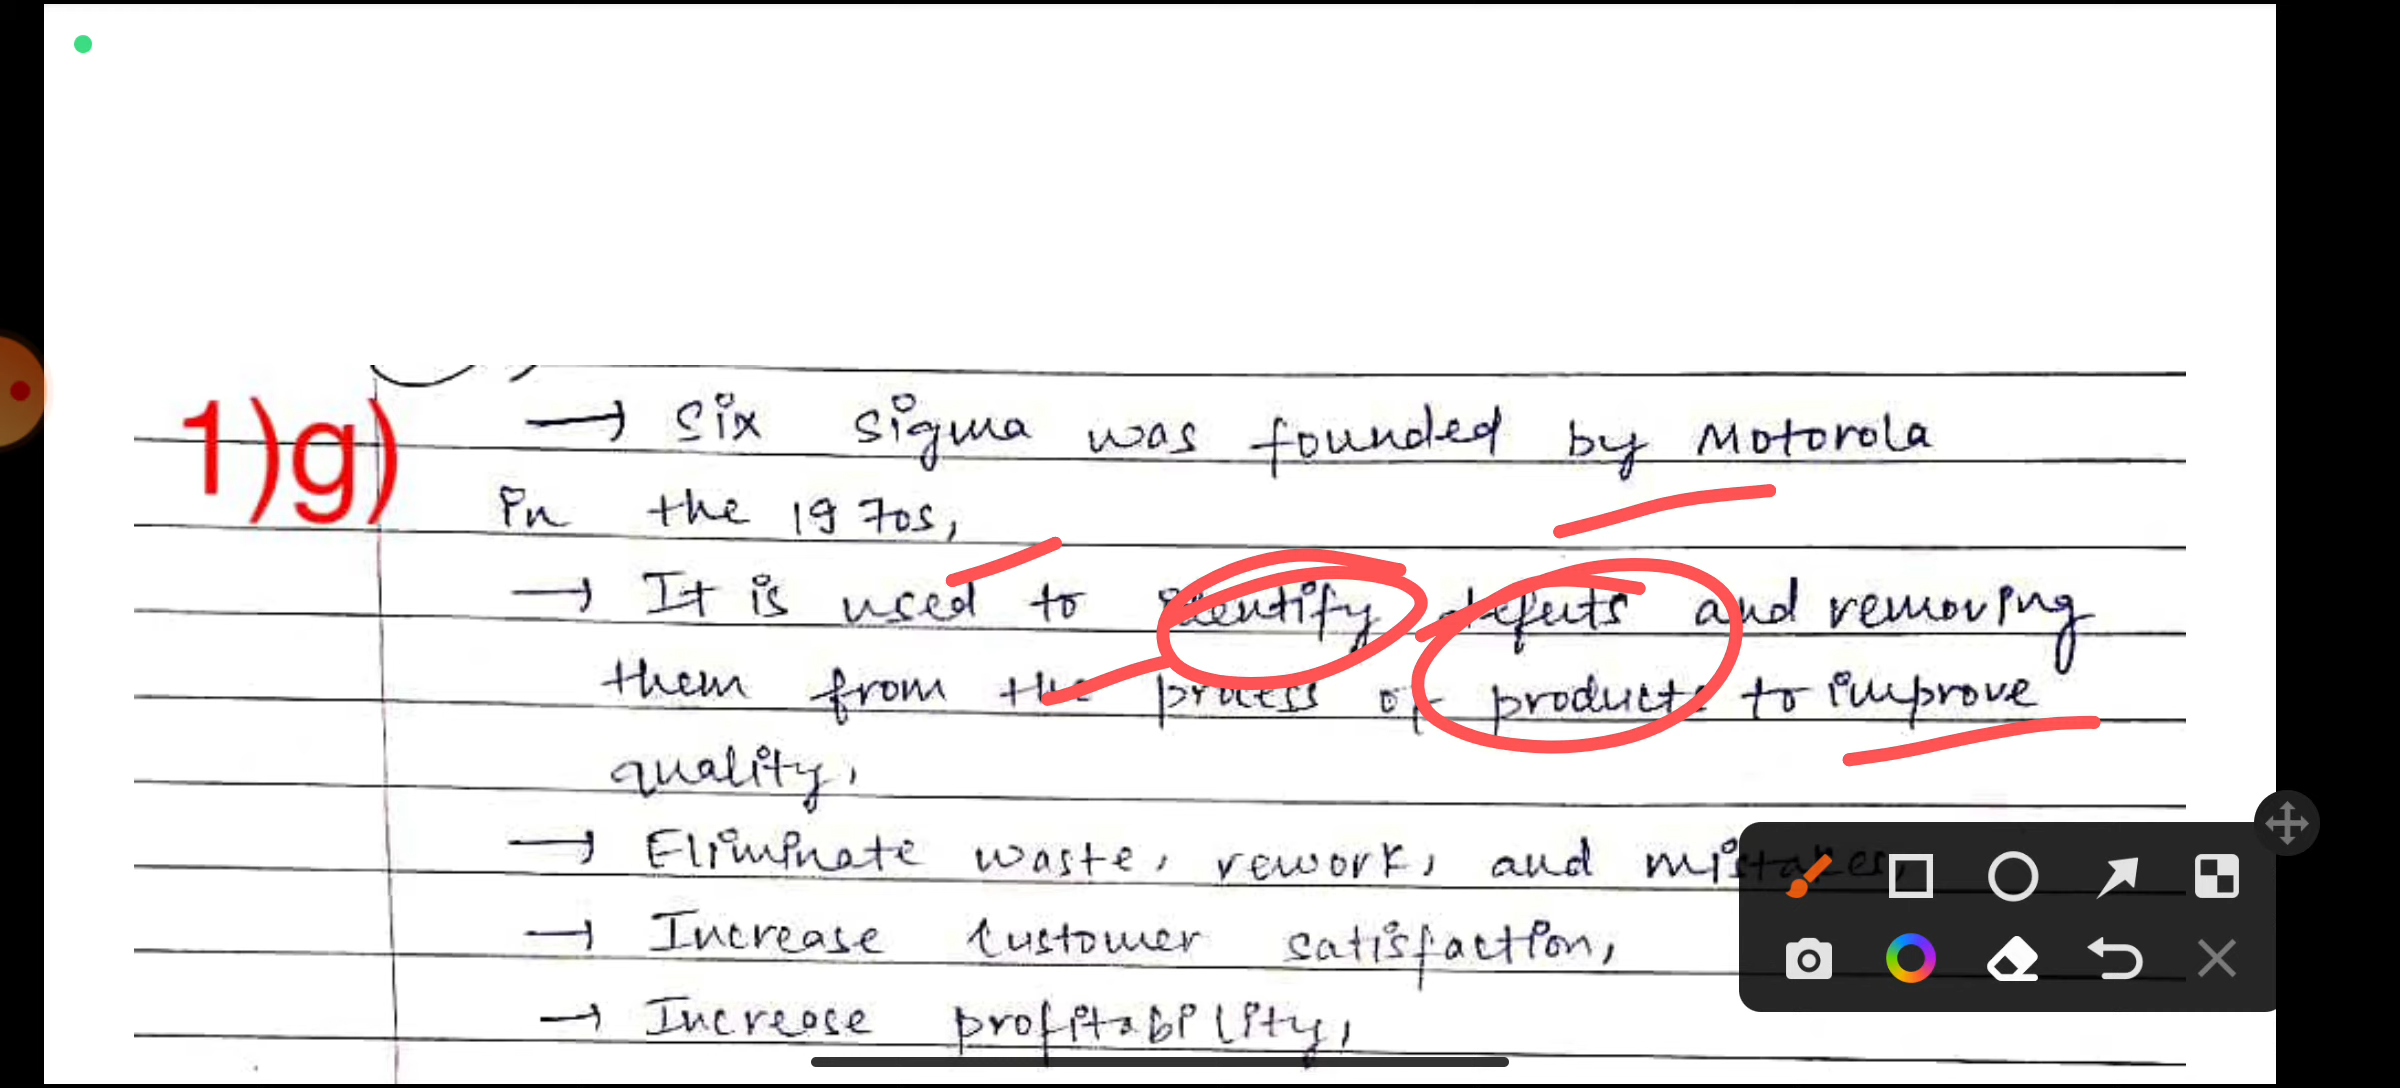 1)g)
→ Six sigma was founded by Motorola
in the 1970s,
→ It is used to identify defects and removing
them from the process of products to improve
quality,
→ Eliminate waste, rework, and mistakes,
→ Increase customer satisfaction,
→ Increase profitability,